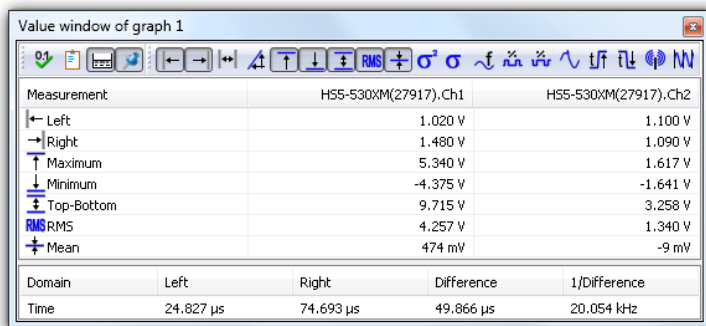 Value window of graph 1
0.1 RMS σ² σ f
Measurement HS5-530XM(27917).Ch1 HS5-530XM(27917).Ch2
Left 1.020 V 1.100 V
Right 1.480 V 1.090 V
Maximum 5.340 V 1.617 V
Minimum -4.375 V -1.641 V
Top-Bottom 9.715 V 3.258 V
RMS RMS 4.257 V 1.340 V
Mean 474 mV -9 mV
Domain Left Right Difference 1/Difference
Time 24.827 µs 74.693 µs 49.866 µs 20.054 kHz